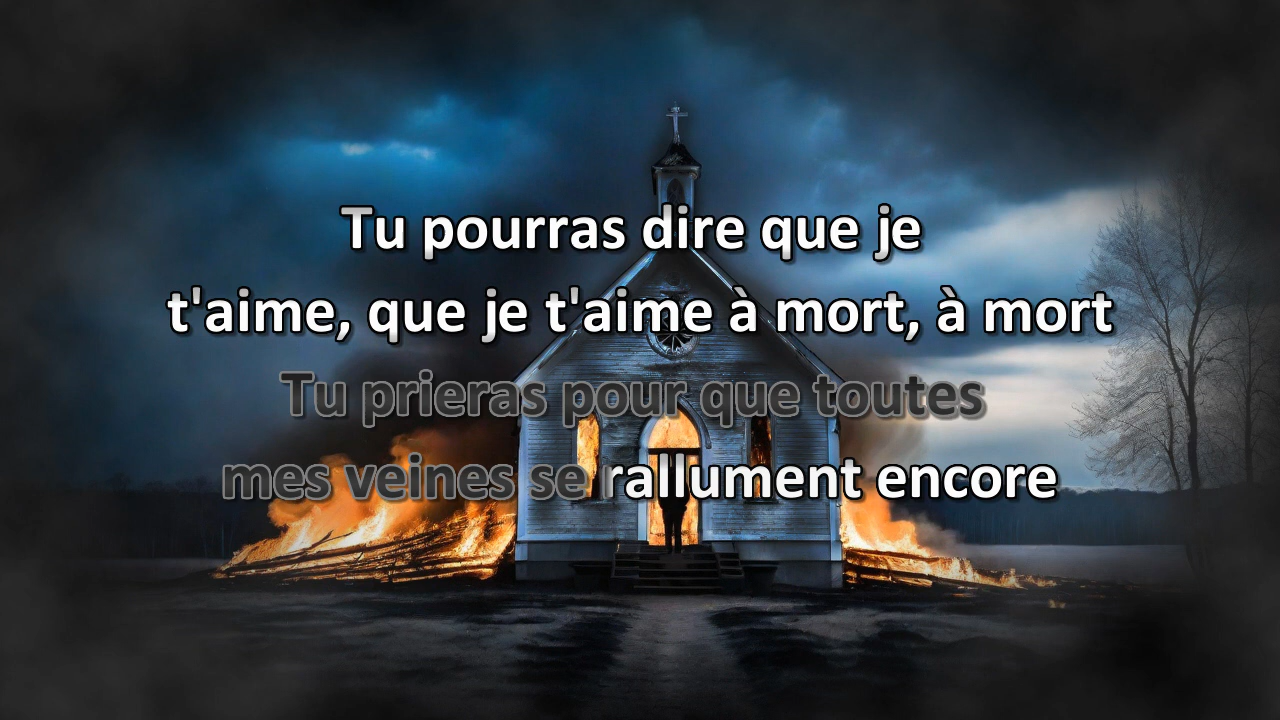 Tu pourras dire que je
t'aime, que je t'aime à mort, à mort
Tu prieras pour que toutes
mes veines se rallument encore